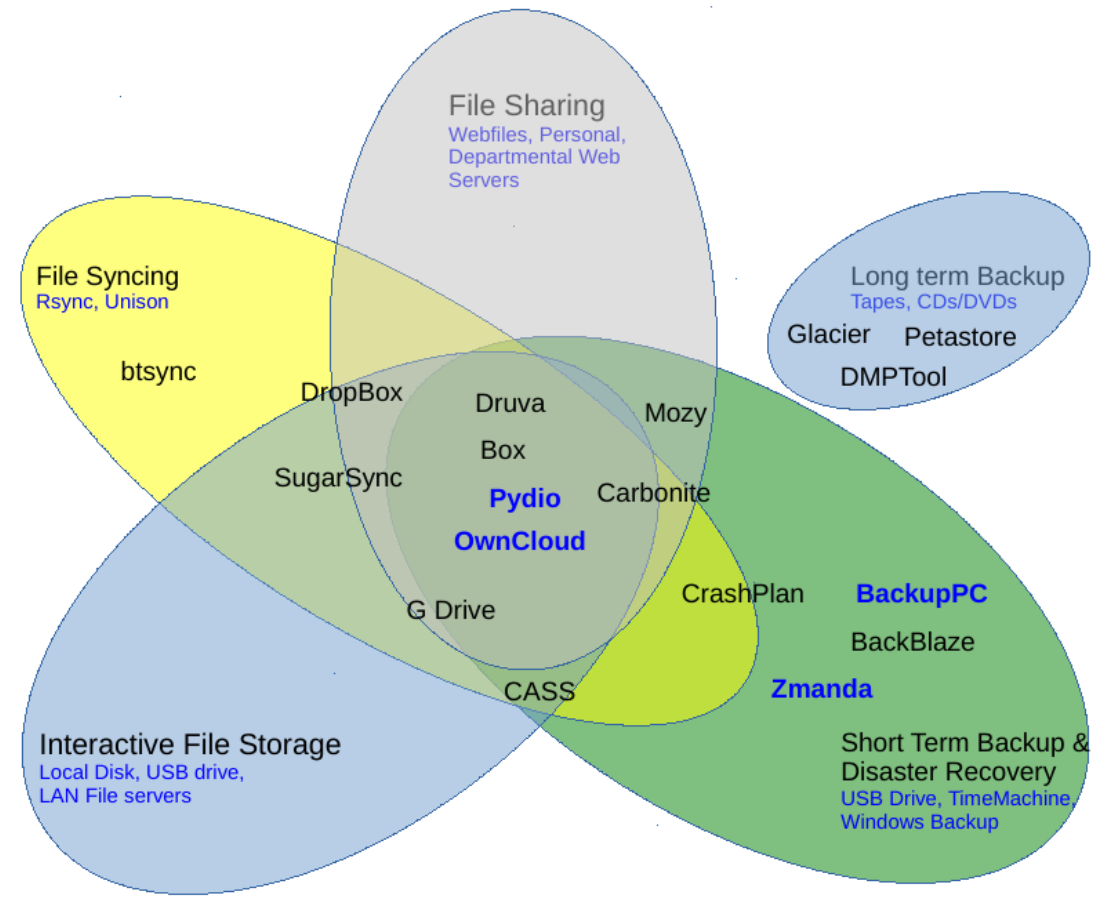 File Sharing
Webfiles, Personal,
Departmental Web
Servers
File Syncing
Rsync, Unison
btsync
Long term Backup
Tapes, CDs/DVDs
Glacier
Petastore
DMPTool
DropBox
Druva
Mozy
Box
SugarSync
Carbonite
Pydio
OwnCloud
G Drive
CrashPlan
BackupPC
BackBlaze
CASS
Zmanda
Interactive File Storage
Local Disk, USB drive,
LAN File servers
Short Term Backup &
Disaster Recovery
USB Drive, TimeMachine,
Windows Backup